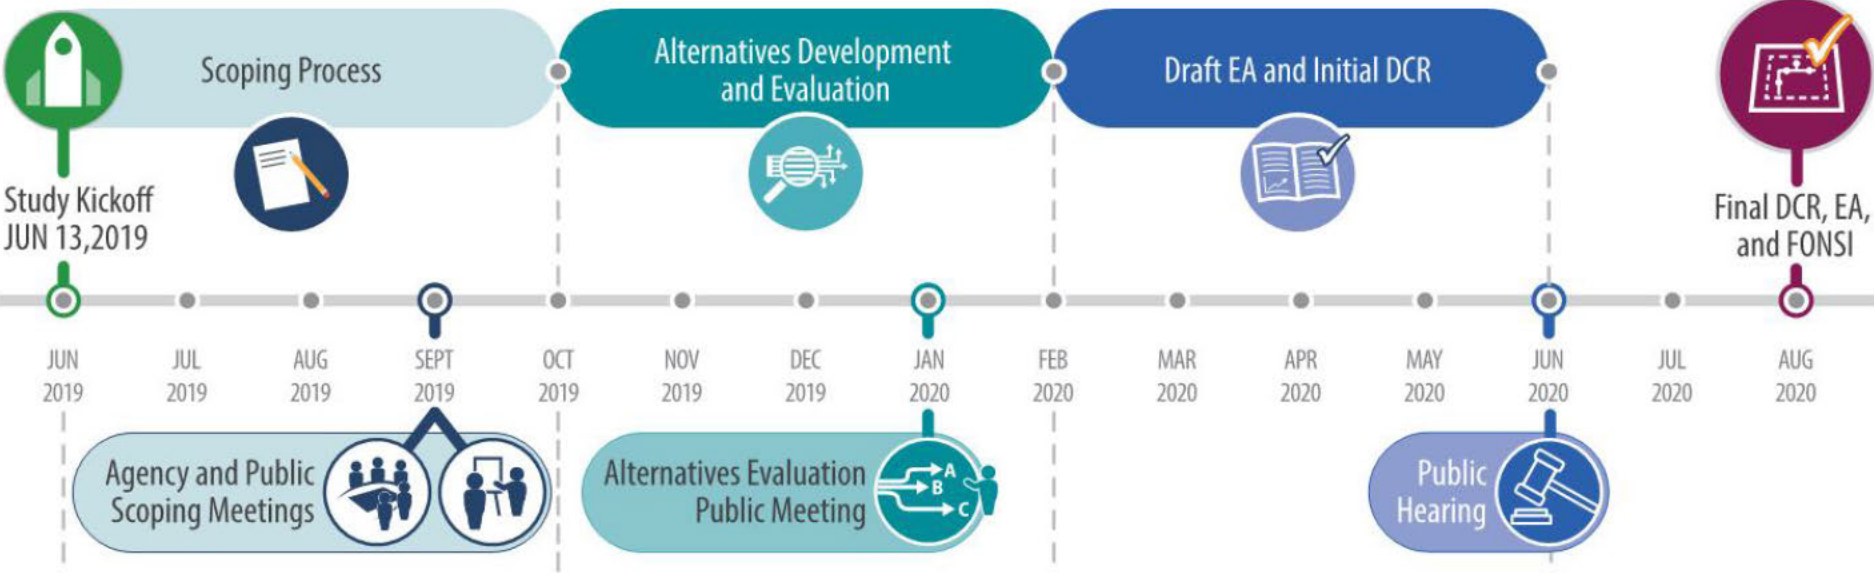 Scoping Process
Alternatives Development
and Evaluation
Draft EA and Initial DCR
Study Kickoff
JUN 13,2019
Final DCR, EA,
and FONSI
JUN
2019
JUL
2019
AUG
2019
SEPT
2019
OCT
2019
NOV
2019
DEC
2019
JAN
2020
FEB
2020
MAR
2020
APR
2020
MAY
2020
JUN
2020
JUL
2020
AUG
2020
Agency and Public
Scoping Meetings
Alternatives Evaluation
Public Meeting
A
B
C
Public
Hearing